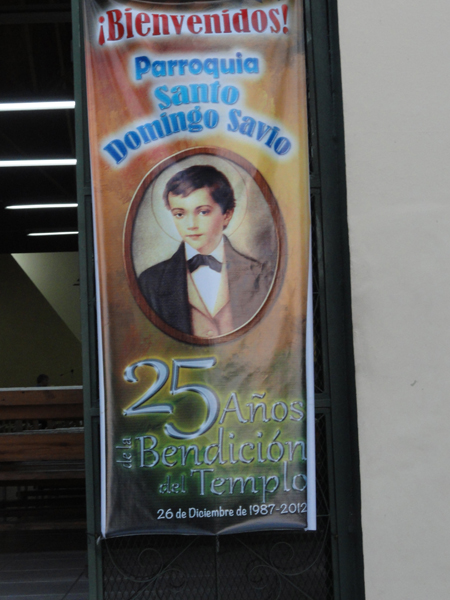 ¡Bienvenidos!
Parroquia
Santo
Domingo Savio
25 Años
de la Bendición
del Templo
26 de Diciembre de 1987-2012